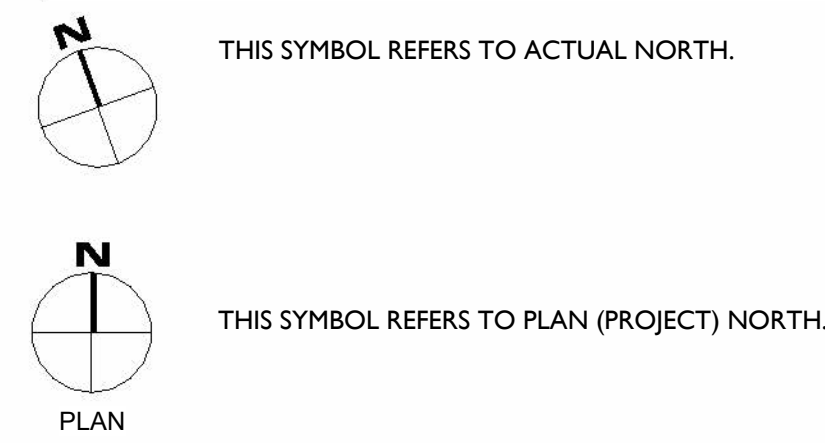 N
THIS SYMBOL REFERS TO ACTUAL NORTH.
N
THIS SYMBOL REFERS TO PLAN (PROJECT) NORTH.
PLAN